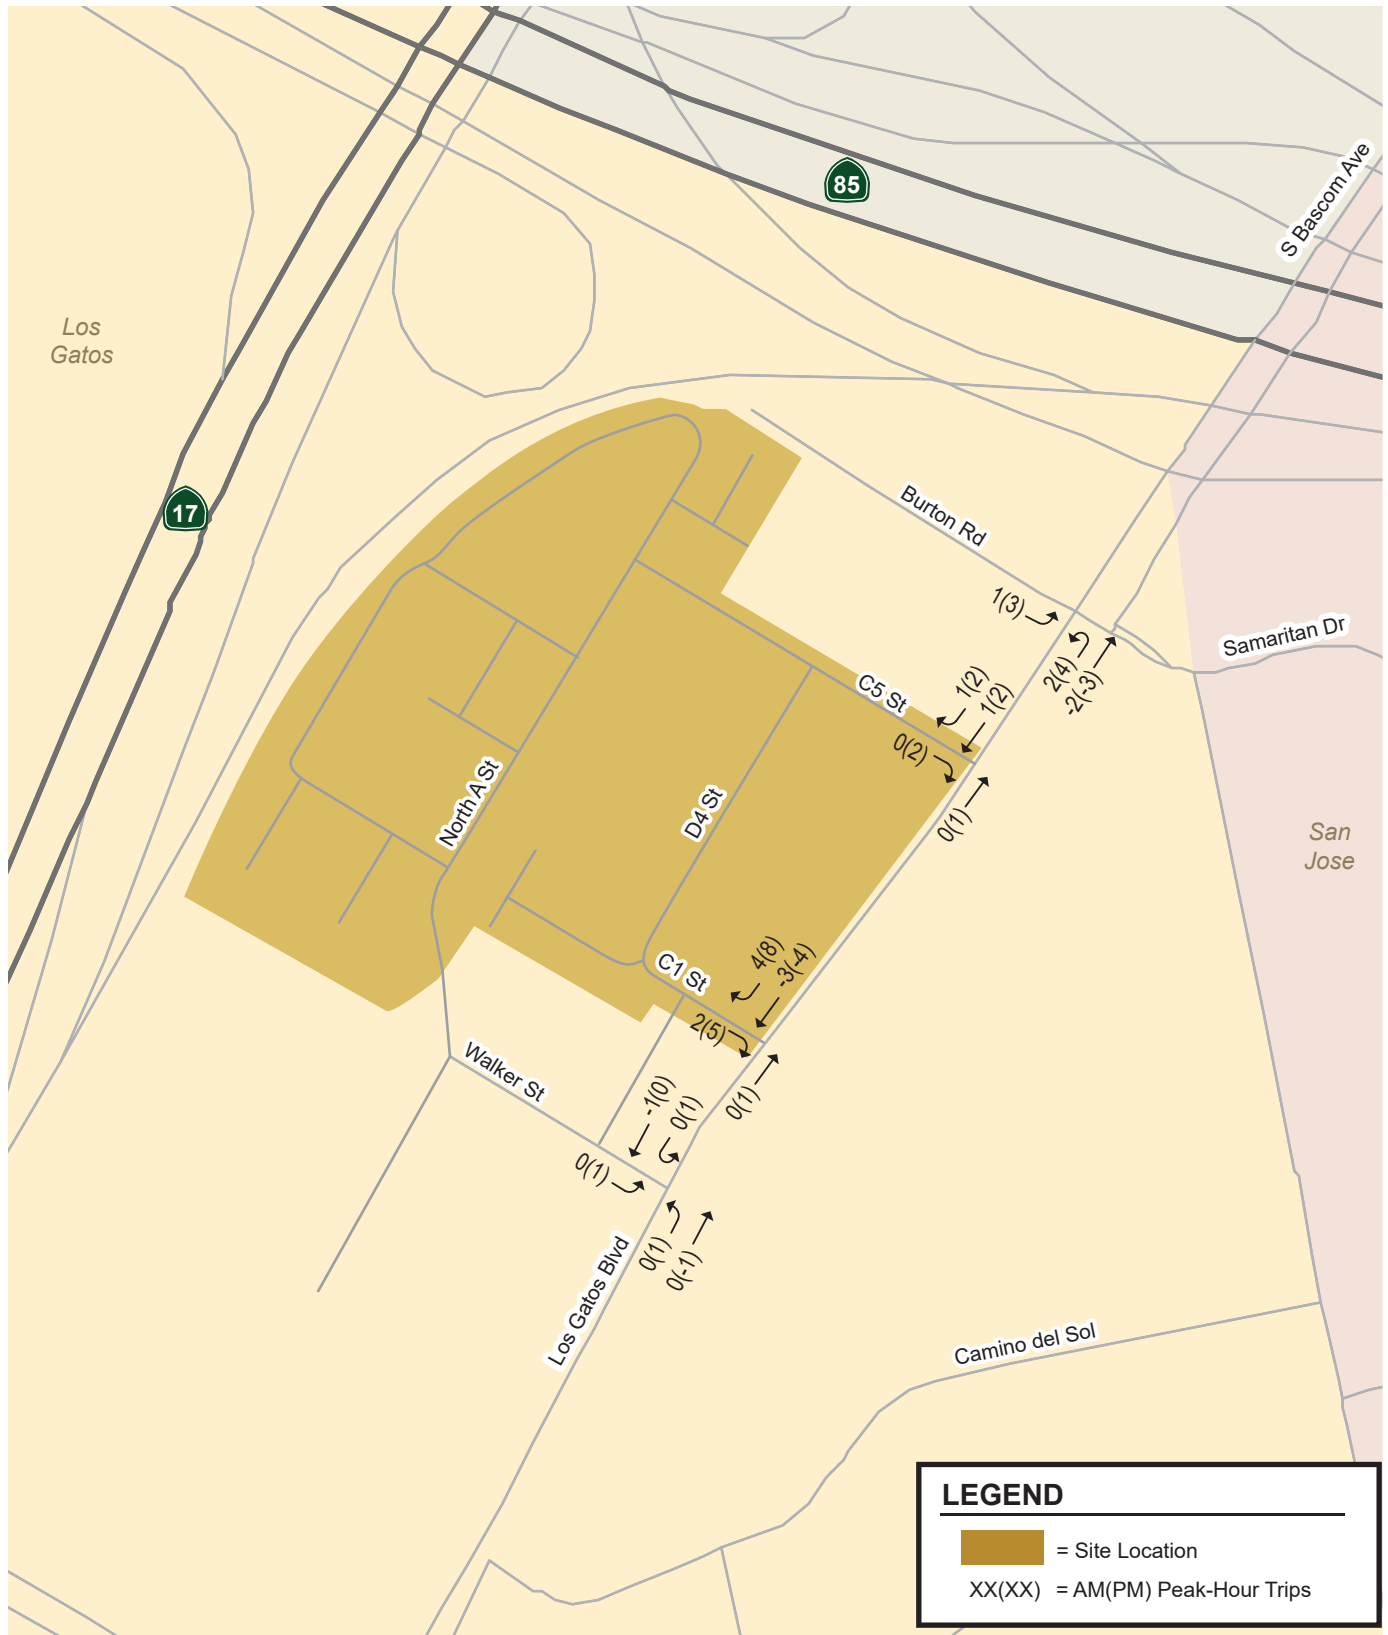 85
S Bascom Ave
Los
Gatos
17
Burton Rd
1(3)
Samaritan Dr
2(4)
-2(-3)
1(2)
1(2)
C5 St
0(2)
0(1)
North A St
D4 St
San
Jose
4(8)
-3(-4)
C1 St
2(5)
0(1)
Walker St
-1(0)
0(1)
0(1)
0(1)
0(-1)
Los Gatos Blvd
Camino del Sol
LEGEND
= Site Location
XX(XX) = AM(PM) Peak-Hour Trips